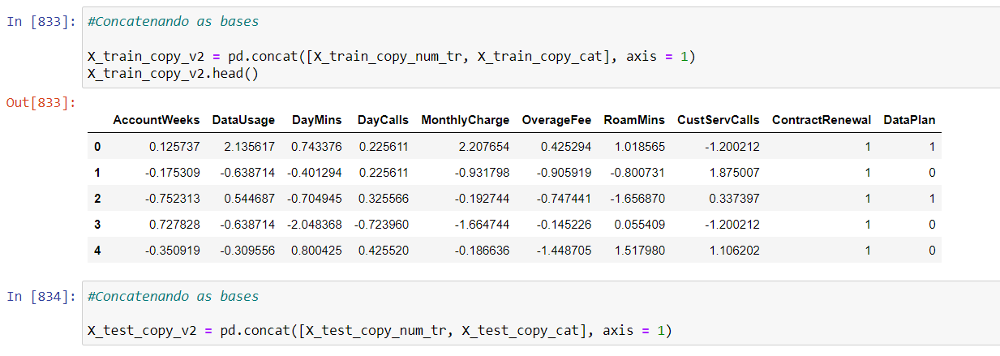 In [833]: #Concatenando as bases
X_train_copy_v2 = pd.concat([X_train_copy_num_tr, X_train_copy_cat], axis = 1)
X_train_copy_v2.head()
Out[833]:
AccountWeeks DataUsage DayMins DayCalls MonthlyCharge OverageFee RoamMins CustServCalls ContractRenewal DataPlan
0 0.125737 2.135617 0.743376 0.225611 2.207654 0.425294 1.018565 -1.200212 1 1
1 -0.175309 -0.638714 -0.401294 0.225611 -0.931798 -0.905919 -0.800731 1.875007 1 0
2 -0.752313 0.544687 -0.704945 0.325566 -0.192744 -0.747441 -1.656870 0.337397 1 1
3 0.727828 -0.638714 -2.048368 -0.723960 -1.664744 -0.145226 0.055409 -1.200212 1 0
4 -0.350919 -0.309556 0.800425 0.425520 -0.186636 -1.448705 1.517980 1.106202 1 0
In [834]: #Concatenando as bases
X_test_copy_v2 = pd.concat([X_test_copy_num_tr, X_test_copy_cat], axis = 1)